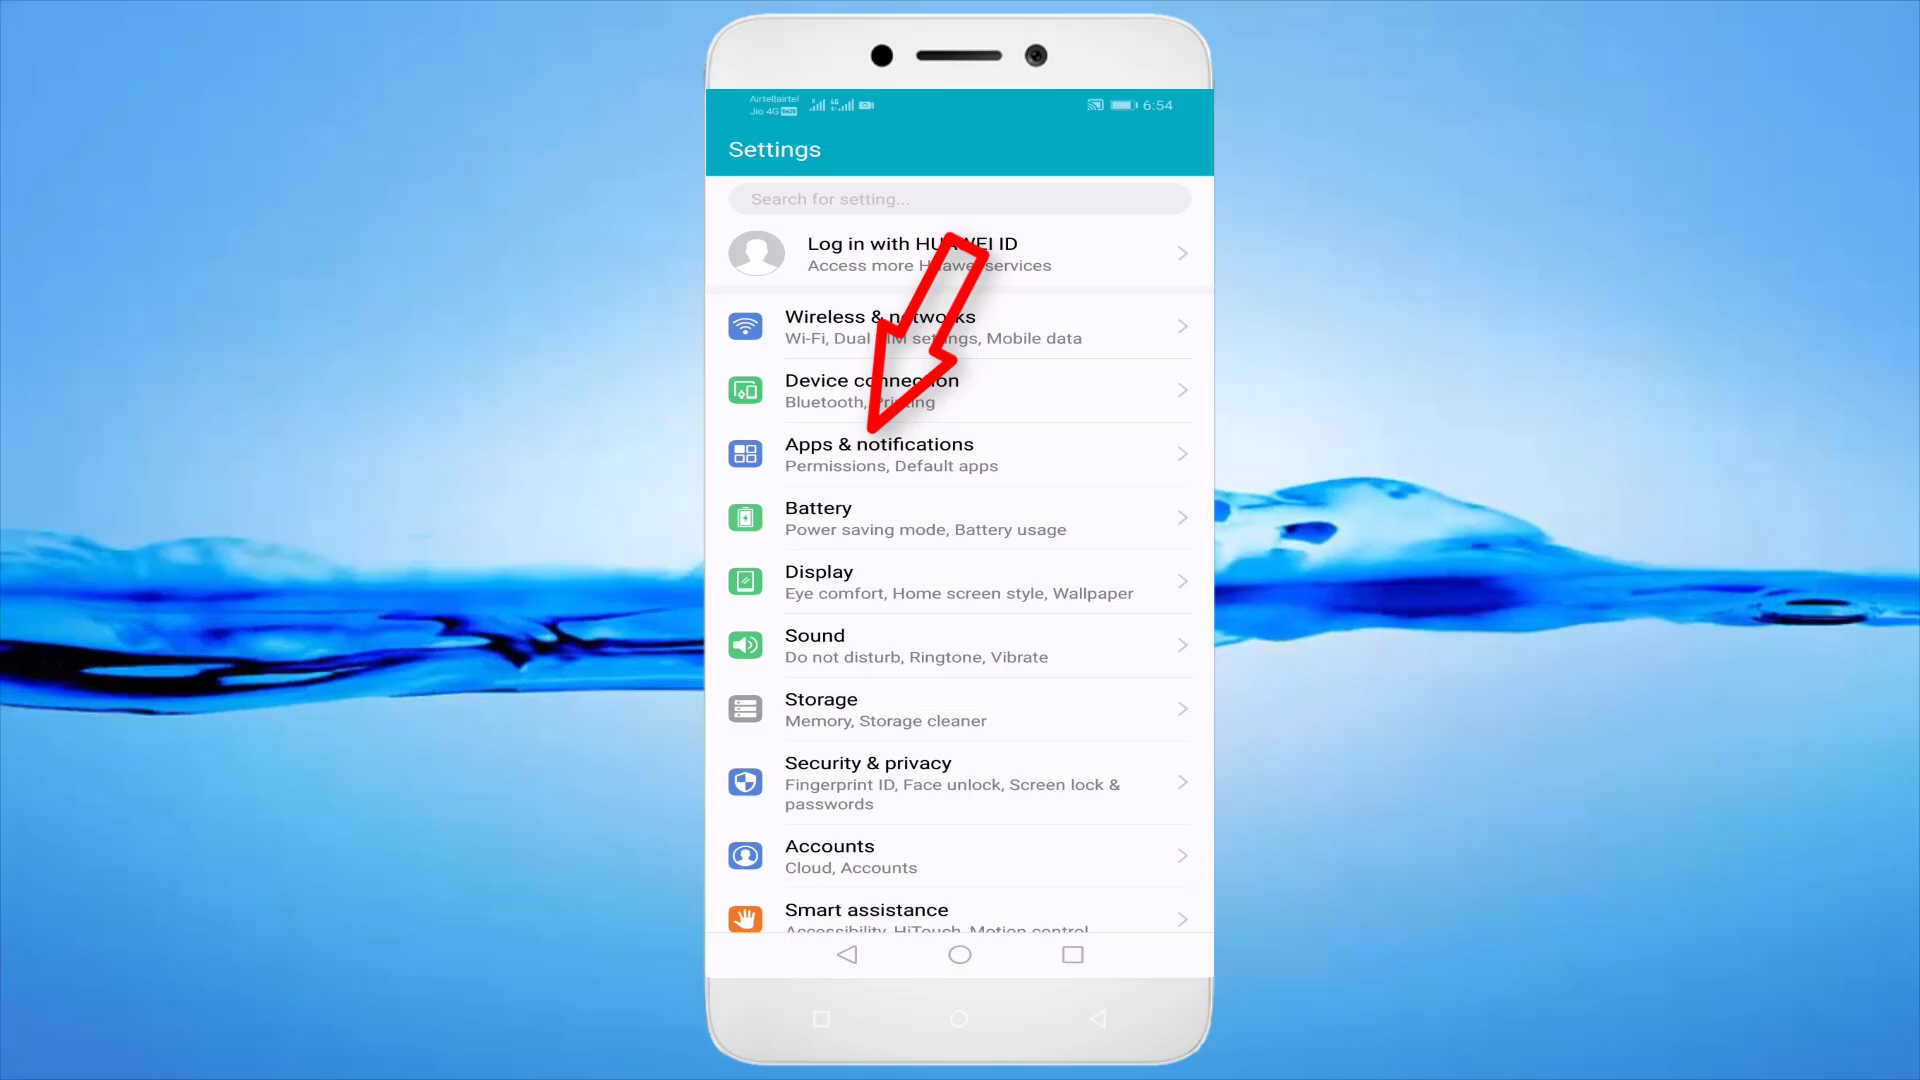 Airtel|airtel
Jio 4G VoLTE
4G
6:54
Settings
Search for setting...
Log in with HUAWEI ID
Access more Huawei services
Wireless & networks
Wi-Fi, Dual SIM settings, Mobile data
Device connection
Bluetooth, Printing
Apps & notifications
Permissions, Default apps
Battery
Power saving mode, Battery usage
Display
Eye comfort, Home screen style, Wallpaper
Sound
Do not disturb, Ringtone, Vibrate
Storage
Memory, Storage cleaner
Security & privacy
Fingerprint ID, Face unlock, Screen lock &
passwords
Accounts
Cloud, Accounts
Smart assistance
Accessibility, HiTouch, Motion control